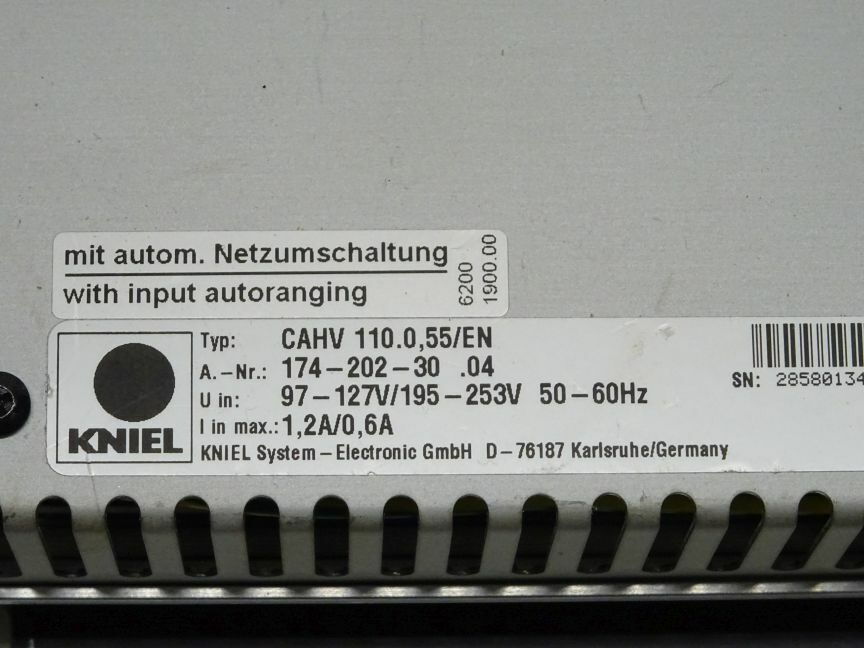 mit autom. Netzumschaltung
with input autoranging
6200
1900.00
KNIEL
Typ: CAHV 110.0,55/EN
A.-Nr.: 174-202-30 .04
U in: 97-127V/195-253V 50-60Hz
I in max.: 1,2A/0,6A
KNIEL System-Electronic GmbH D-76187 Karlsruhe/Germany
SN: 28580134